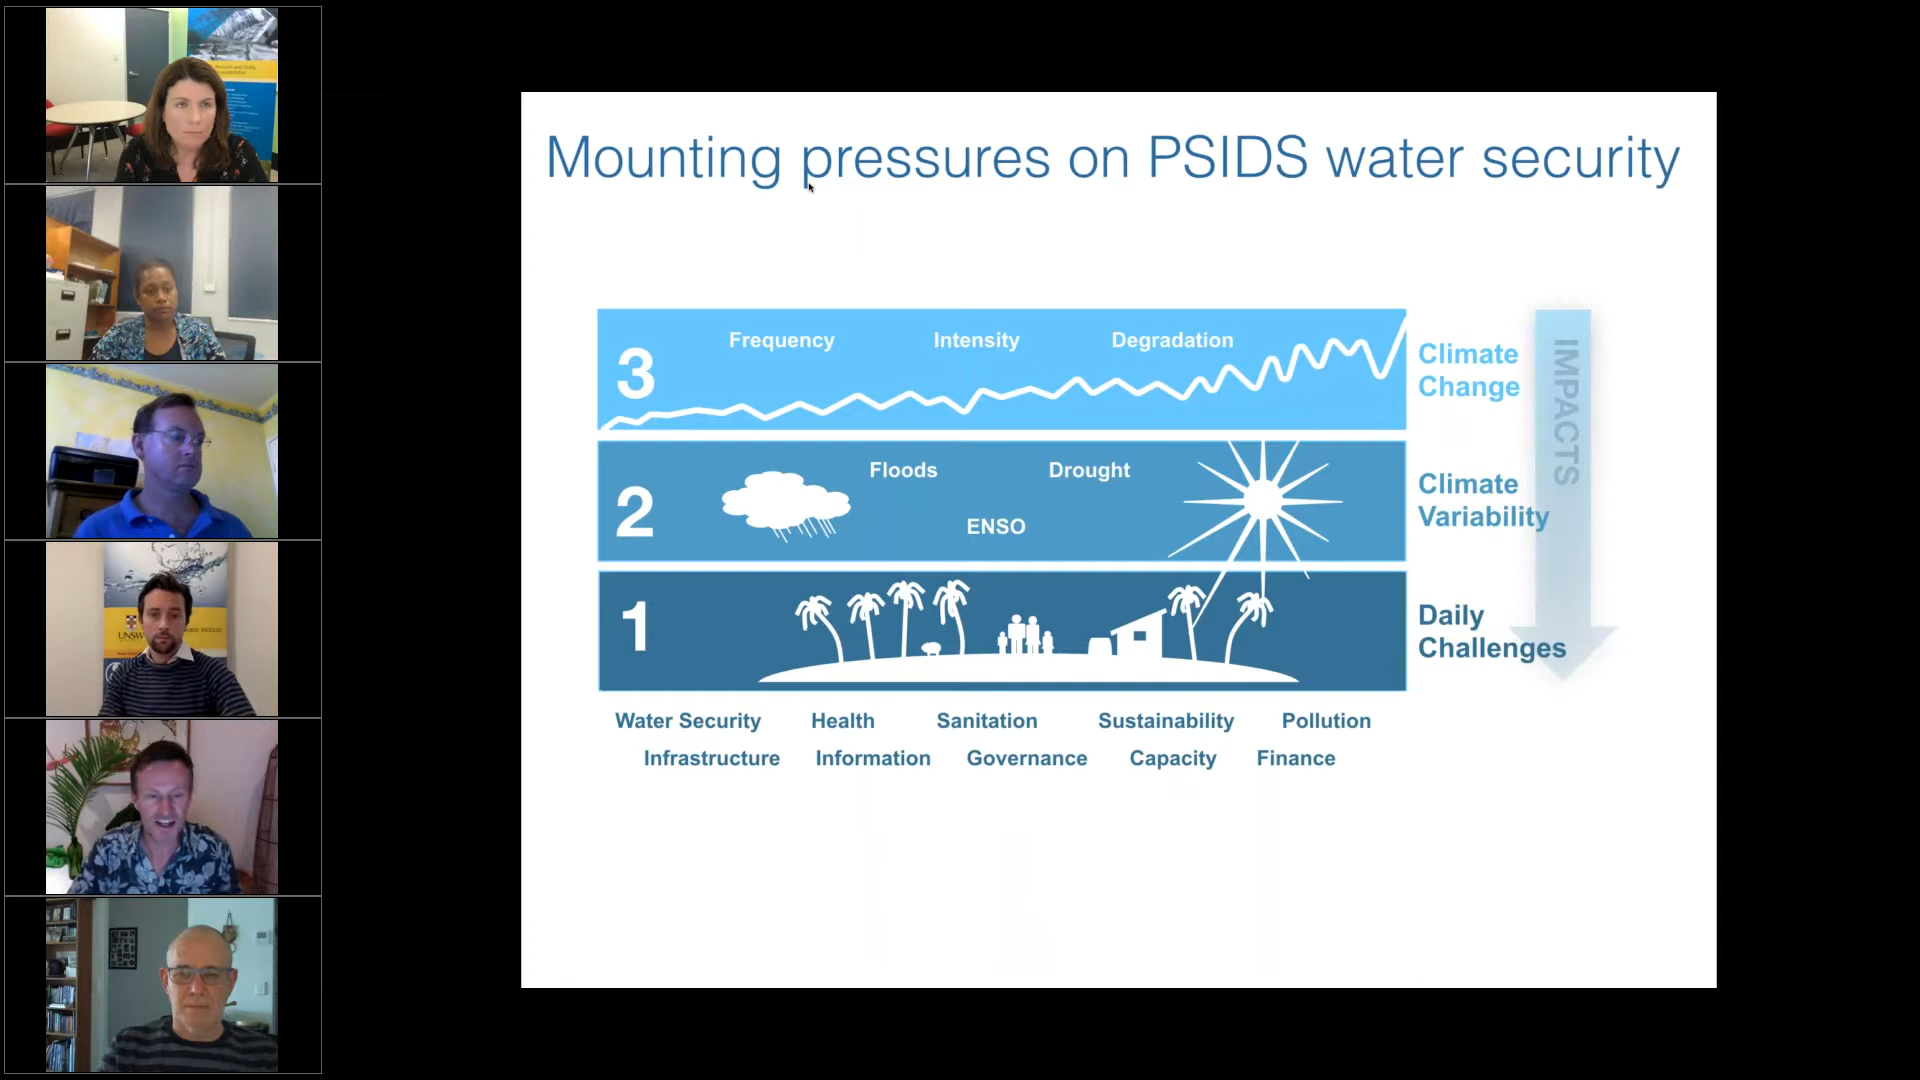 Mounting pressures on PSIDS water security
3
Frequency
Intensity
Degradation
Climate
Change
IMPACTS
2
Floods
Drought
ENSO
Climate
Variability
1
Daily
Challenges
Water Security
Health
Sanitation
Sustainability
Pollution
Infrastructure
Information
Governance
Capacity
Finance
UNSW